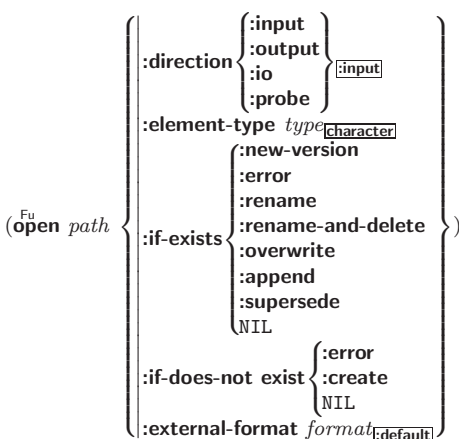 :input
:direction :output :input
:io
:probe
:element-type type character
:new-version
:error
:rename
:rename-and-delete
(open Fu path :if-exists :overwrite )
:append
:supersede
NIL
:error
:if-does-not exist :create
NIL
:external-format format :default